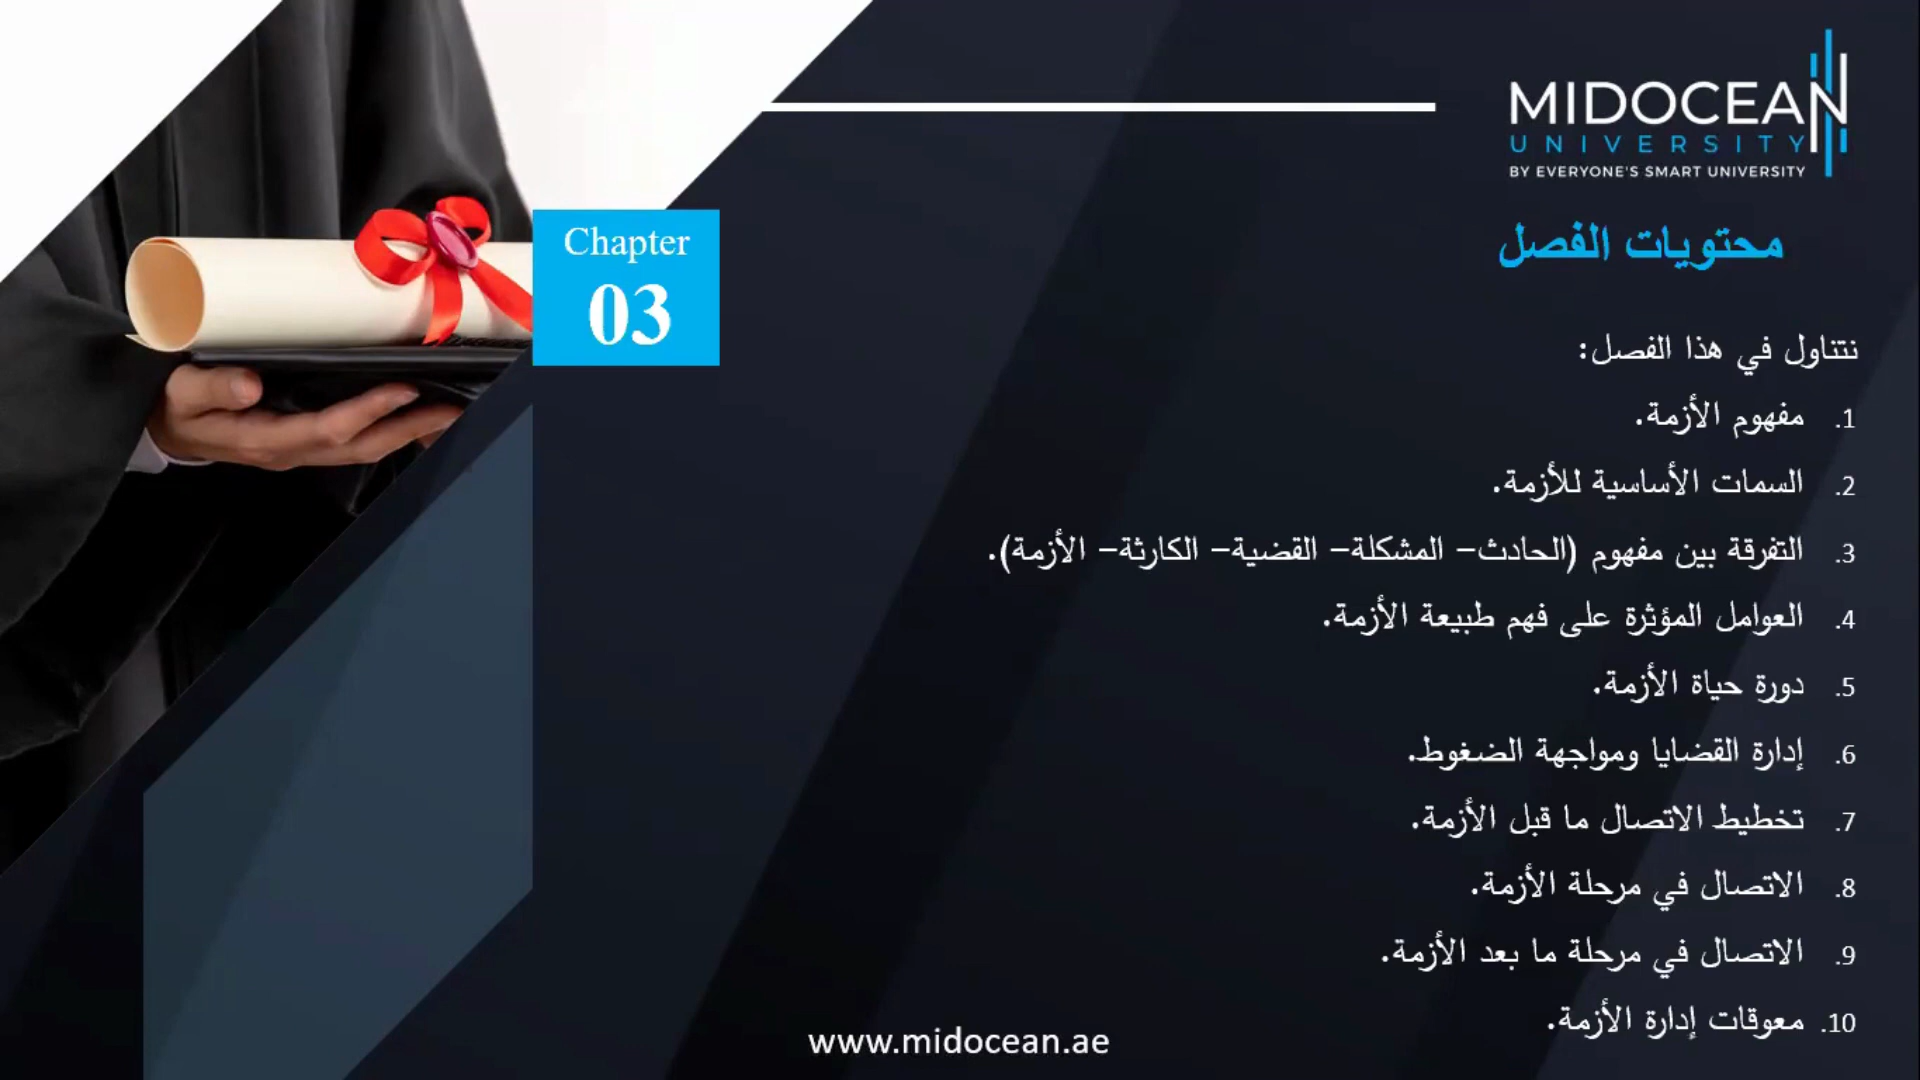 MIDOCEAN
UNIVERSITY
BY EVERYONE'S SMART UNIVERSITY
Chapter
03
محتويات الفصل
نتناول في هذا الفصل:
1. مفهوم الأزمة.
2. السمات الأساسية للأزمة.
3. التفرقة بين مفهوم (الحادث– المشكلة– القضية– الكارثة– الأزمة).
4. العوامل المؤثرة على فهم طبيعة الأزمة.
5. دورة حياة الأزمة.
6. إدارة القضايا ومواجهة الضغوط.
7. تخطيط الاتصال ما قبل الأزمة.
8. الاتصال في مرحلة الأزمة.
9. الاتصال في مرحلة ما بعد الأزمة.
10. معوقات إدارة الأزمة.
www.midocean.ae